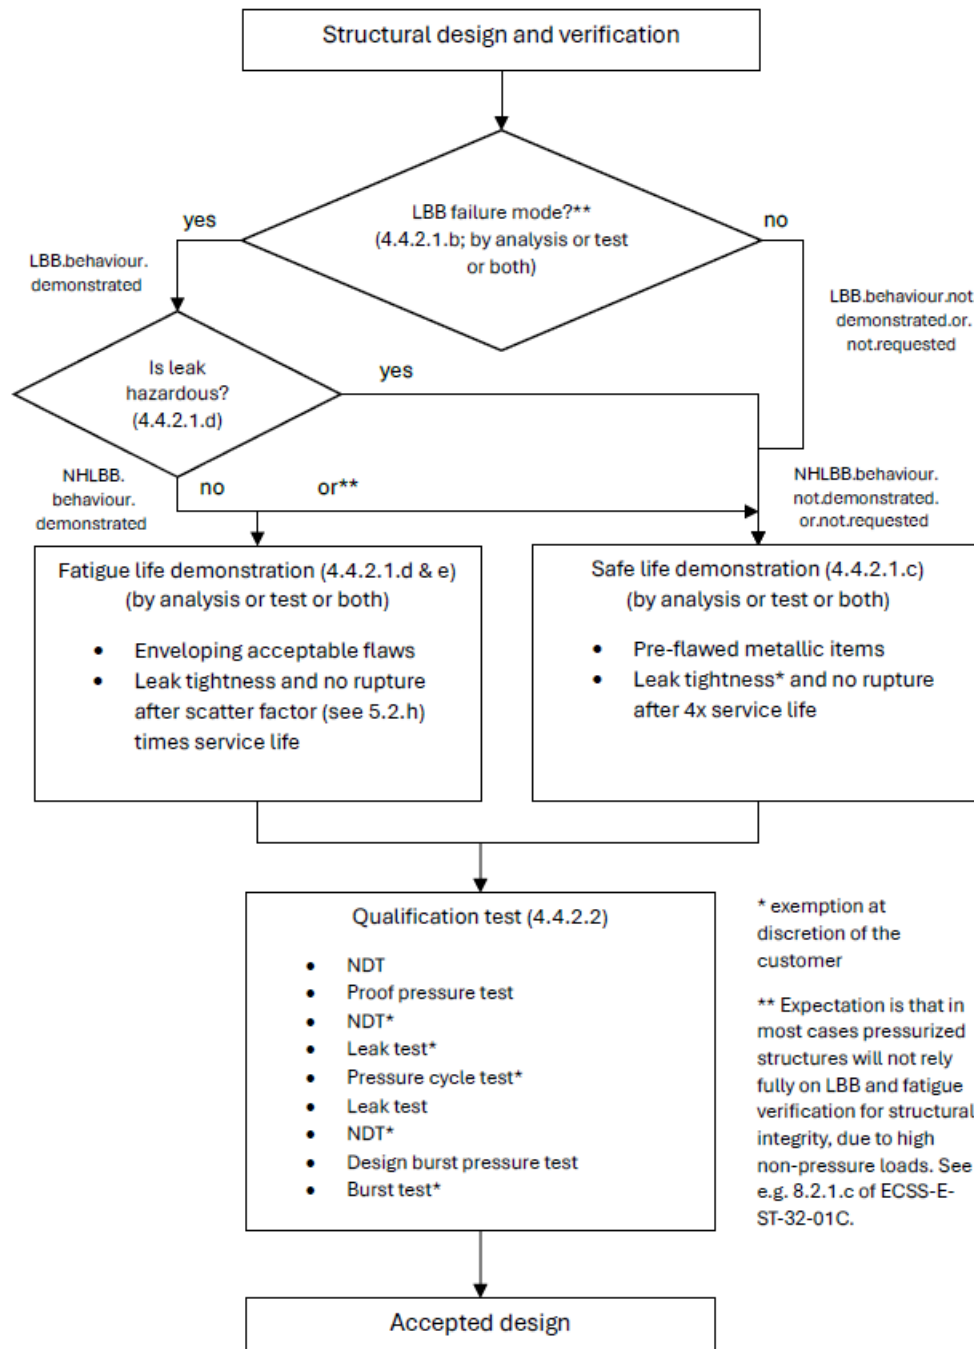 Structural design and verification
LBB failure mode?**
(4.4.2.1.b; by analysis or test
or both)
yes
no
LBB.behaviour.
demonstrated
LBB.behaviour.not
demonstrated.or.
not.requested
Is leak
hazardous?
(4.4.2.1.d)
yes
NHLBB.
behaviour.
demonstrated
no
or**
NHLBB.behaviour.
not.demonstrated.
or.not.requested
Fatigue life demonstration (4.4.2.1.d & e)
(by analysis or test or both)
• Enveloping acceptable flaws
• Leak tightness and no rupture
after scatter factor (see 5.2.h)
times service life
Safe life demonstration (4.4.2.1.c)
(by analysis or test or both)
• Pre-flawed metallic items
• Leak tightness* and no rupture
after 4x service life
Qualification test (4.4.2.2)
• NDT
• Proof pressure test
• NDT*
• Leak test*
• Pressure cycle test*
• Leak test
• NDT*
• Design burst pressure test
• Burst test*
* exemption at
discretion of the
customer
** Expectation is that in
most cases pressurized
structures will not rely
fully on LBB and fatigue
verification for structural
integrity, due to high
non-pressure loads. See
e.g. 8.2.1.c of ECSS-E-
ST-32-01C.
Accepted design